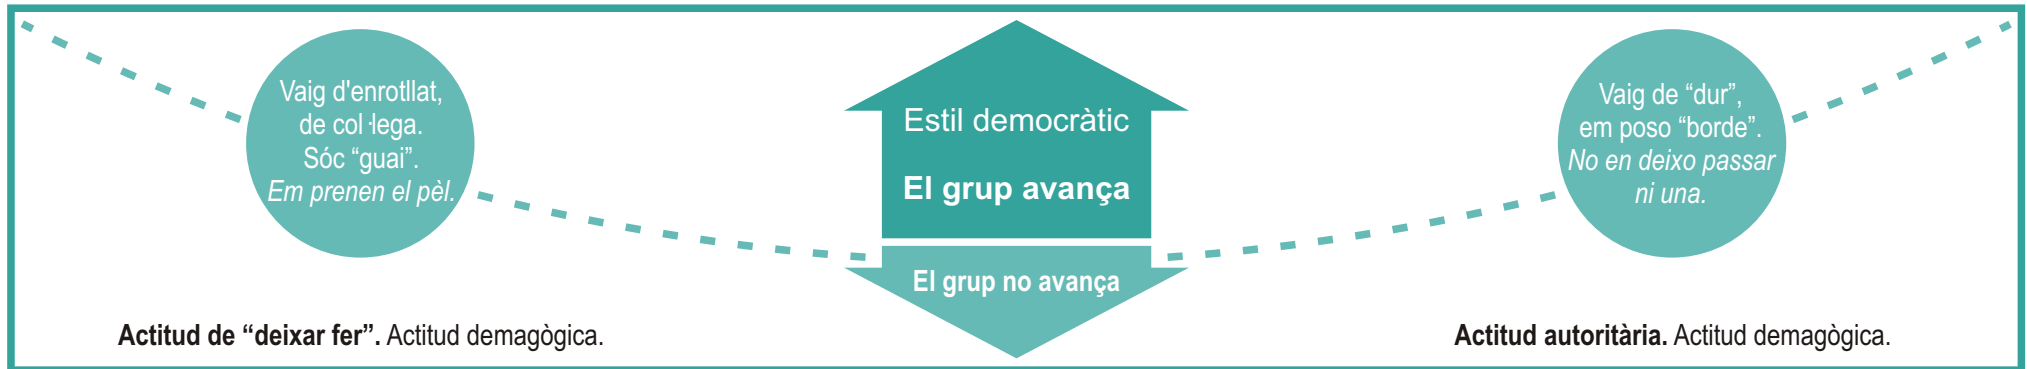 Vaig d'enrotllat,
de col·lega.
Sóc “guai”.
Em prenen el pèl.
Estil democràtic
El grup avança
El grup no avança
Vaig de “dur”,
em poso “borde”.
No en deixo passar
ni una.
Actitud de “deixar fer”. Actitud demagògica.
Actitud autoritària. Actitud demagògica.